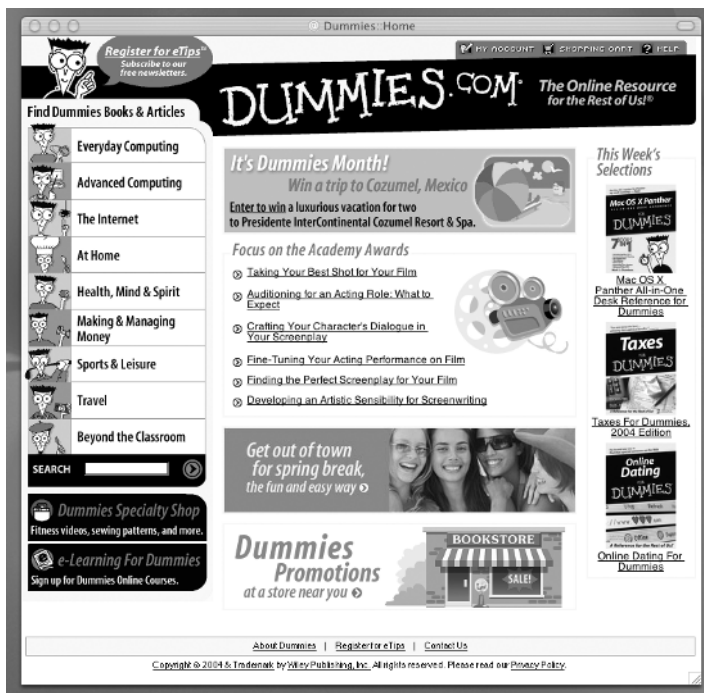 Dummies::Home
Register for eTips™
Subscribe to our
free newsletters.
MY ACCOUNT SHOPPING CART ? HELP
DUMMIES.COM
The Online Resource
for the Rest of Us!®
Find Dummies Books & Articles
Everyday Computing
Advanced Computing
The Internet
At Home
Health, Mind & Spirit
Making & Managing
Money
Sports & Leisure
Travel
Beyond the Classroom
SEARCH
Dummies Specialty Shop
Fitness videos, sewing patterns, and more.
e-Learning For Dummies
Sign up for Dummies Online Courses.
It's Dummies Month!
Win a trip to Cozumel, Mexico
Enter to win a luxurious vacation for two
to Presidente InterContinental Cozumel Resort & Spa.
Focus on the Academy Awards
Taking Your Best Shot for Your Film
Auditioning for an Acting Role: What to
Expect
Crafting Your Character's Dialogue in
Your Screenplay
Fine-Tuning Your Acting Performance on Film
Finding the Perfect Screenplay for Your Film
Developing an Artistic Sensibility for Screenwriting
Get out of town
for spring break,
the fun and easy way
Dummies
Promotions
at a store near you
BOOKSTORE
SALE!
This Week's
Selections
Mac OS X Panther
DUMMIES
Mac OS X
Panther All-in-One
Desk Reference for
Dummies
Taxes
FOR
DUMMIES
Taxes For Dummies,
2004 Edition
Online
Dating
FOR
DUMMIES
A Reference for the Rest of Us!
Online Dating For
Dummies
About Dummies | Register for eTips | Contact Us
Copyright © 2004 & Trademark by Wiley Publishing, Inc. All rights reserved. Please read our Privacy Policy.